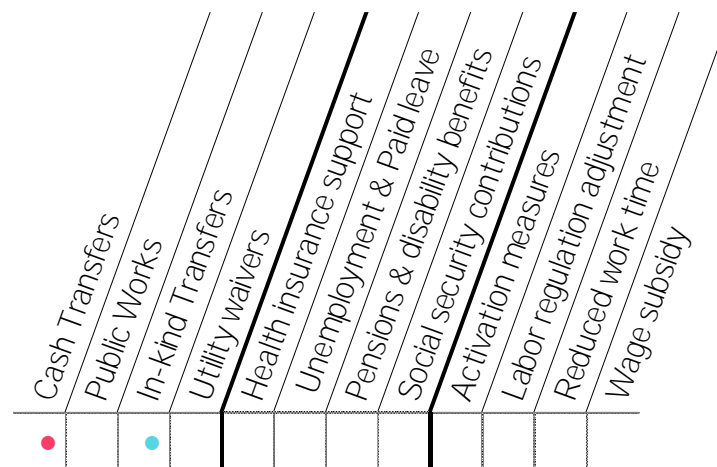 Cash Transfers
Public Works
In-Kind Transfers
Utility waivers
Health insurance support
Unemployment & Paid leave
Pensions & disability benefits
Social security contributions
Activation measures
Labor regulation adjustment
Reduced work time
Wage subsidy